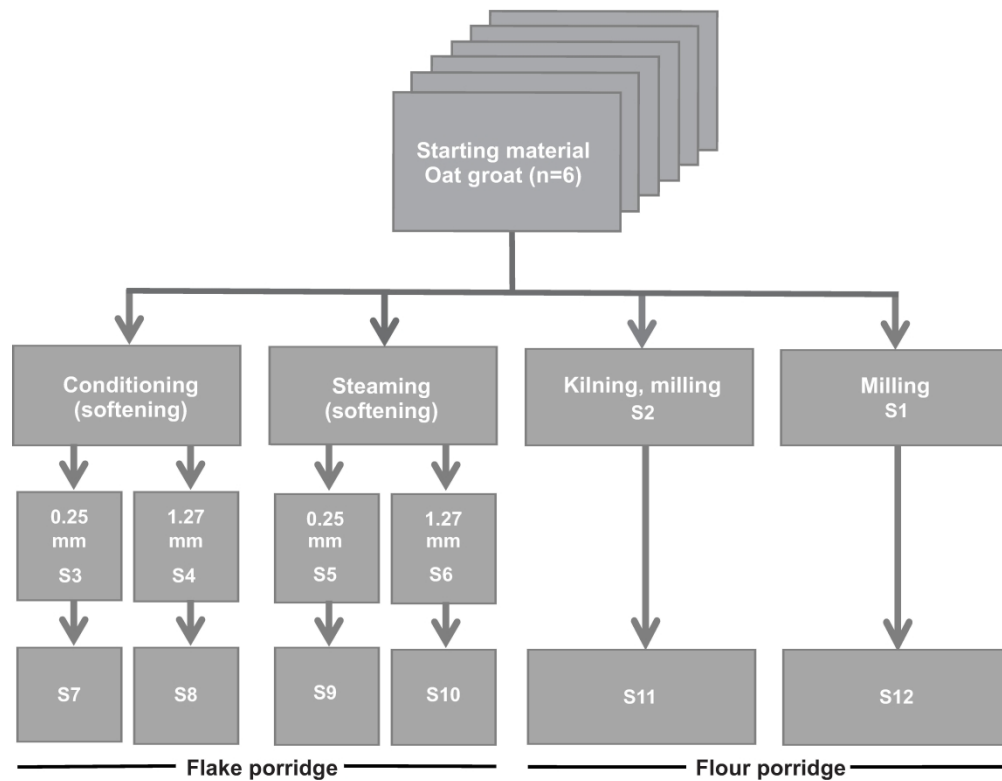 Starting material
Oat groat (n=6)
Conditioning
(softening)
Steaming
(softening)
Kilning, milling
S2
Milling
S1
0.25
mm
S3
1.27
mm
S4
0.25
mm
S5
1.27
mm
S6
S7
S8
S9
S10
S11
S12
Flake porridge
Flour porridge